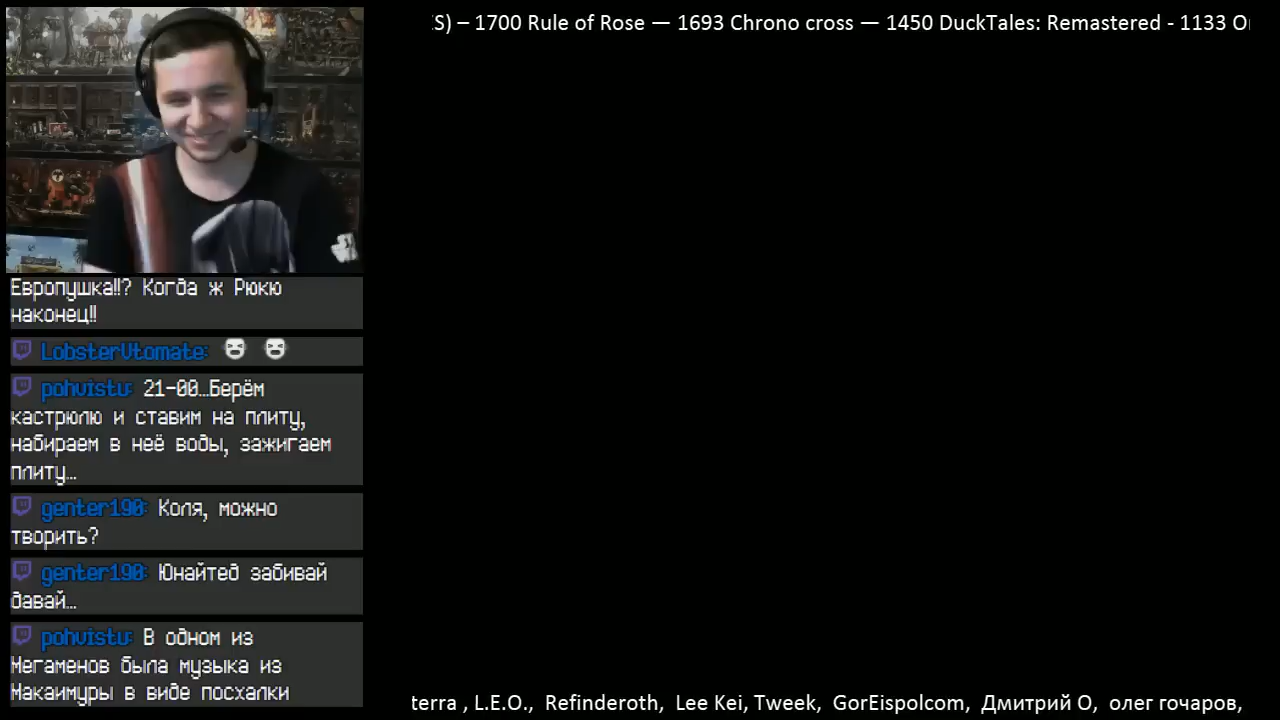 S) – 1700 Rule of Rose — 1693 Chrono cross — 1450 DuckTales: Remastered - 1133 O
Европушка!!? Когда ж Рюкю
наконец!!
LobsterVtomate:
pohvistu: 21-00...Берём
кастрюлю и ставим на плиту,
набираем в неё воды, зажигаем
плиту...
genter190: Коля, можно
творить?
genter190: Юнайтед забивай
давай...
pohvistu: В одном из
Мегаменов была музыка из
Макаимуры в виде посхалки
terra , L.E.O., Refinderoth, Lee Kei, Tweek, GorEispolcom, Дмитрий О, олег гочаров,